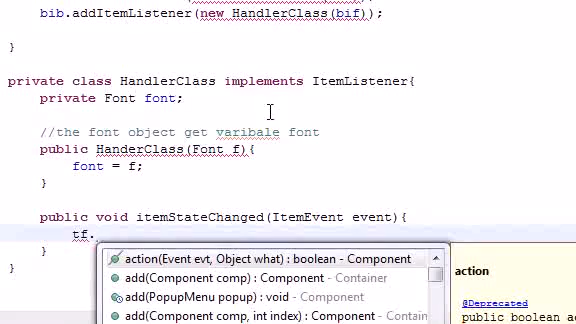 bib.addItemListener(new HandlerClass(bif));
}
private class HandlerClass implements ItemListener{
private Font font;
//the font object get varibale font
public HanderClass(Font f){
font = f;
}
public void itemStateChanged(ItemEvent event){
tf.
}
}
action(Event evt, Object what) : boolean - Component
add(Component comp) : Component - Container
add(PopupMenu popup) : void - Component
add(Component comp, int index) : Component - Contain
action
@Deprecated
public boolean ac